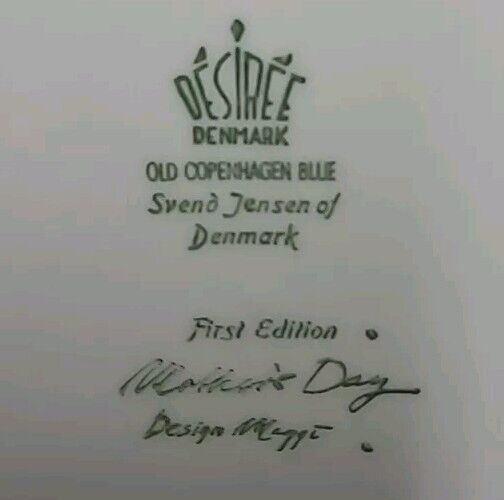 DÉSIRÉE
DENMARK
OLD COPENHAGEN BLUE
Svend Jensen of
Denmark
First Edition
Mother's Day
Design Maggi